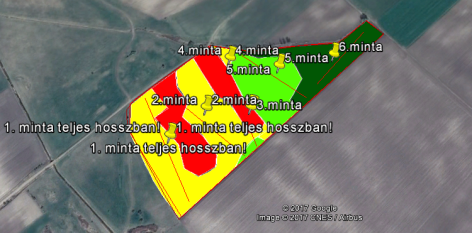 4.minta 4.minta 6.minta
5.minta
5.minta
2.minta 2.minta 3.minta
1. minta teljes hosszban! 1. minta teljes hosszban!
1. minta teljes hosszban!
© 2017 Google
Image © 2017 CNES / Airbus